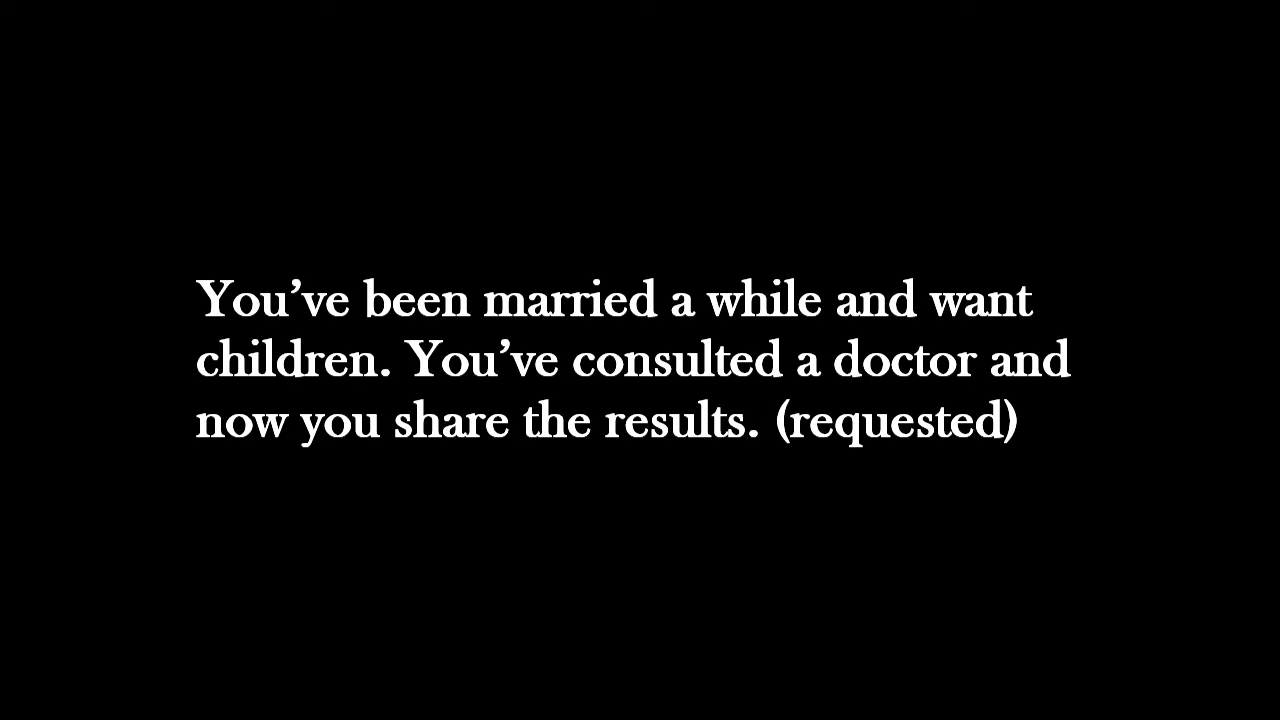 You’ve been married a while and want
children. You’ve consulted a doctor and
now you share the results. (requested)